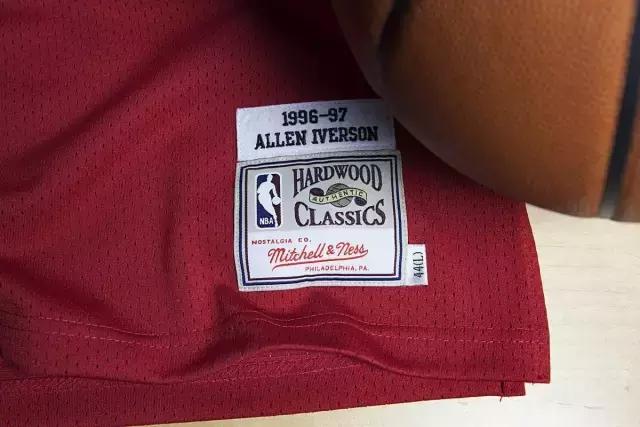 1996-97
ALLEN IVERSON
HARDWOOD
AUTHENTIC
CLASSICS
NBA
NOSTALGIA CO.
Mitchell & Ness
PHILADELPHIA, PA.
44(L)